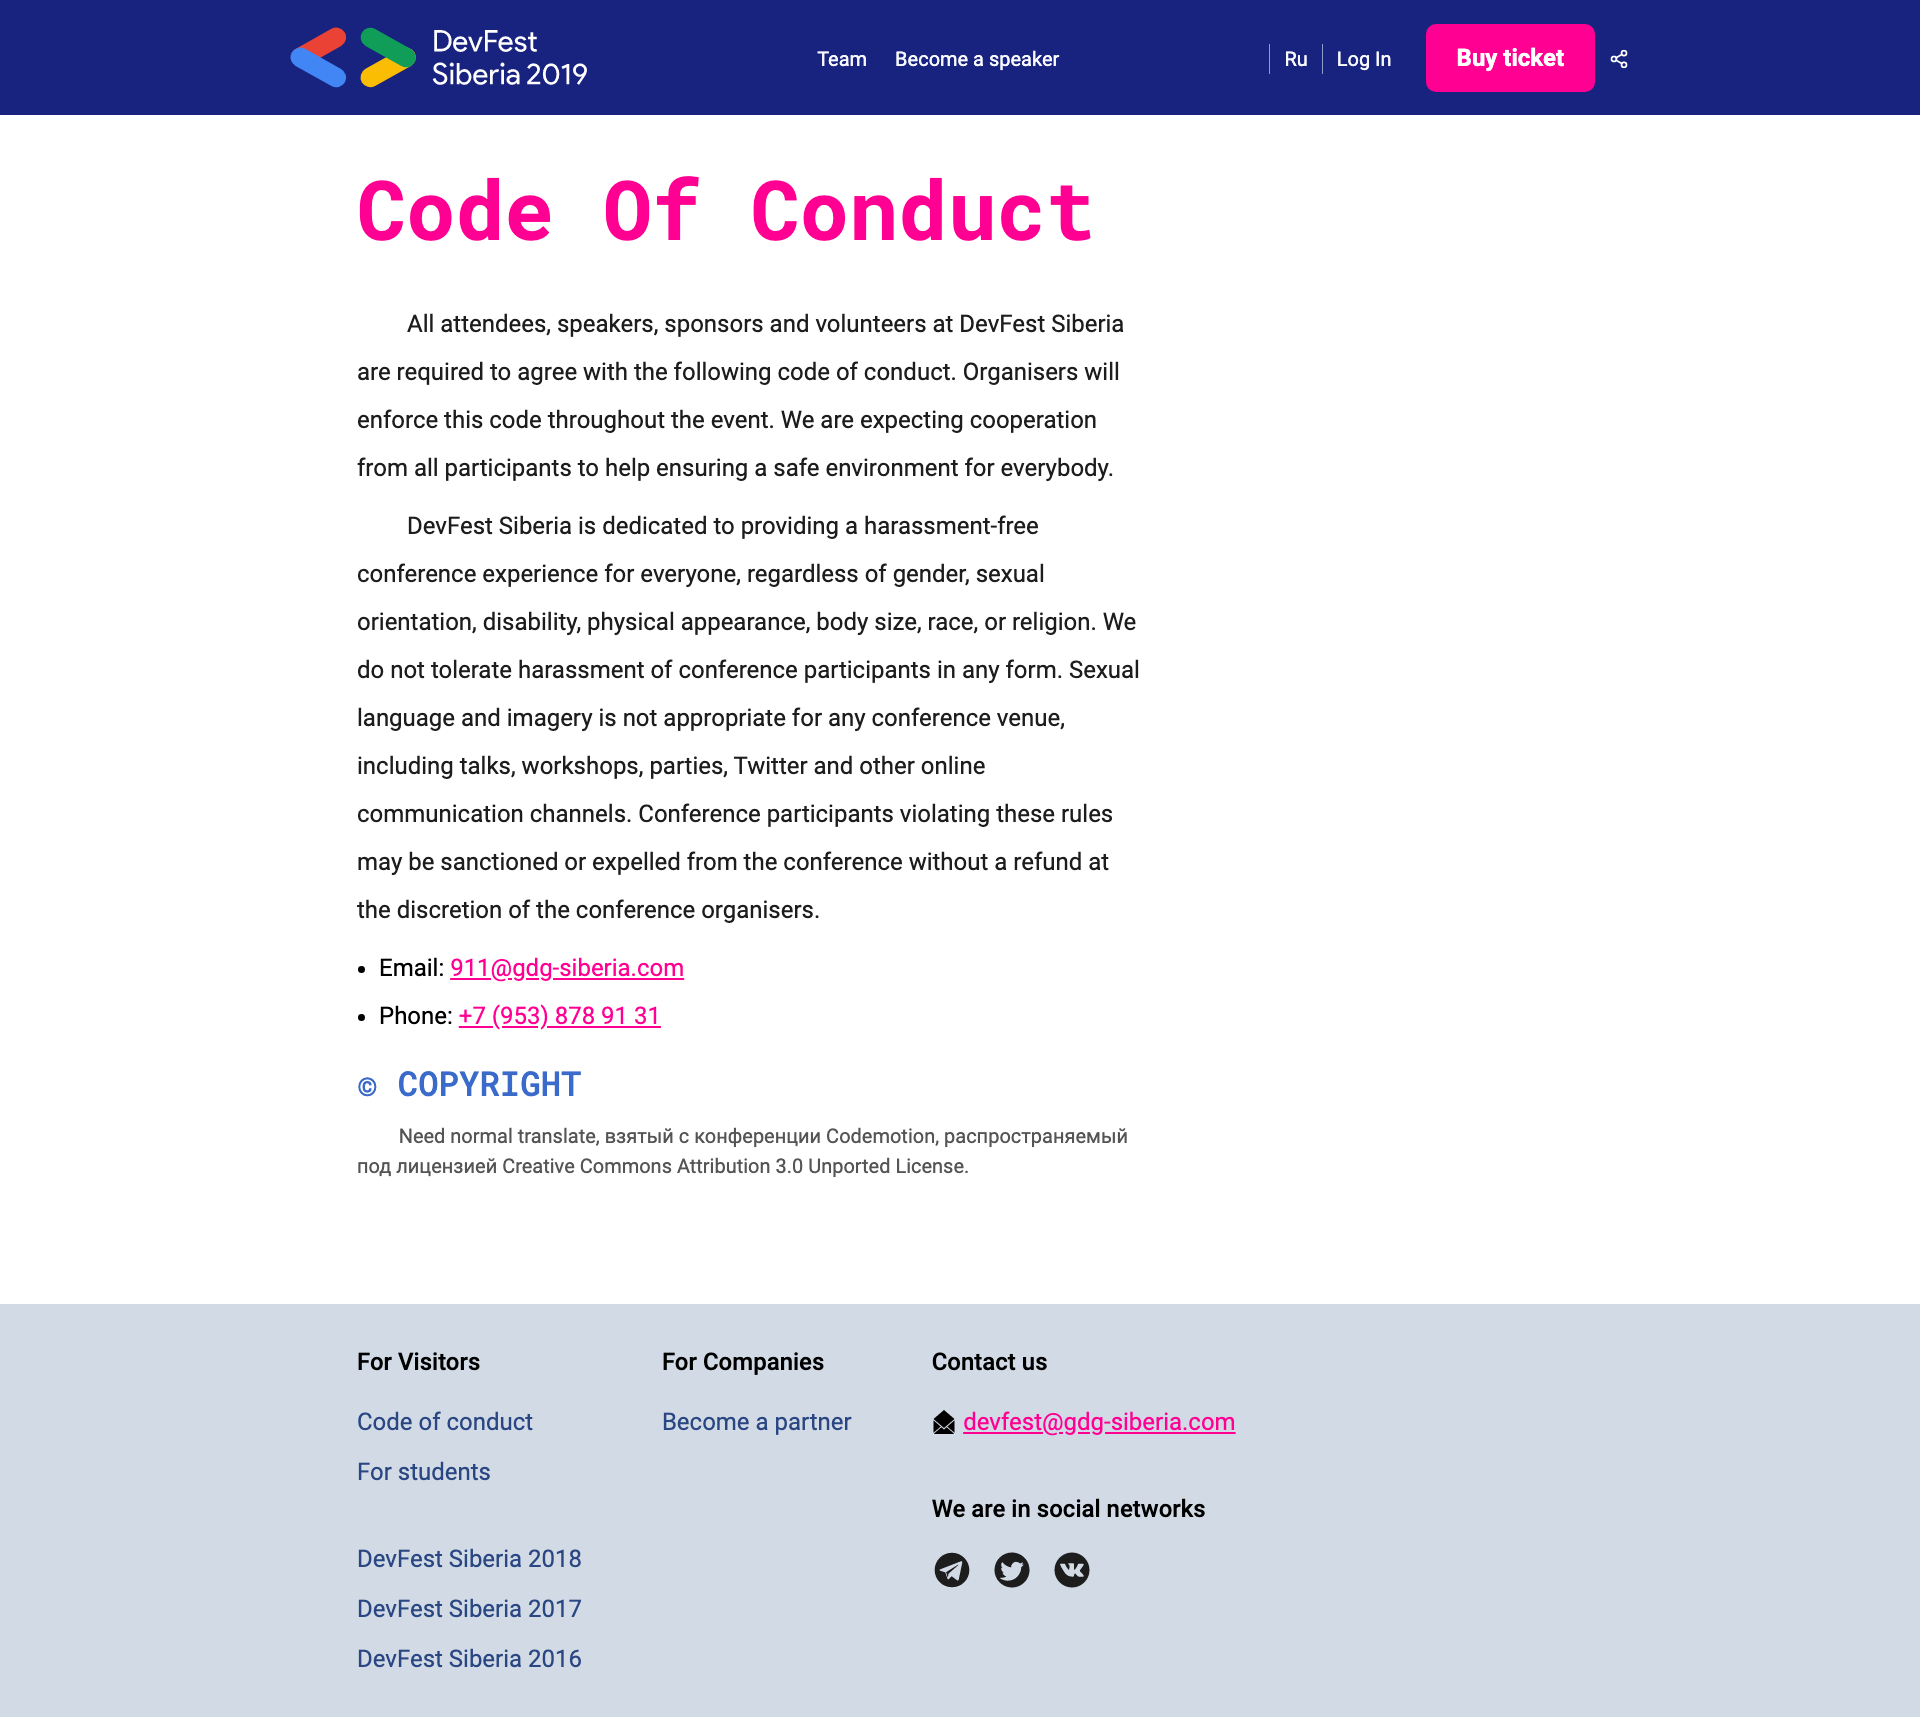 DevFest
Siberia 2019
Team
Become a speaker
Ru
Log In
Buy ticket
Code Of Conduct
All attendees, speakers, sponsors and volunteers at DevFest Siberia
are required to agree with the following code of conduct. Organisers will
enforce this code throughout the event. We are expecting cooperation
from all participants to help ensuring a safe environment for everybody.
DevFest Siberia is dedicated to providing a harassment-free
conference experience for everyone, regardless of gender, sexual
orientation, disability, physical appearance, body size, race, or religion. We
do not tolerate harassment of conference participants in any form. Sexual
language and imagery is not appropriate for any conference venue,
including talks, workshops, parties, Twitter and other online
communication channels. Conference participants violating these rules
may be sanctioned or expelled from the conference without a refund at
the discretion of the conference organisers.
• Email: 911@gdg-siberia.com
• Phone: +7 (953) 878 91 31
© COPYRIGHT
Need normal translate, взятый с конференции Codemotion, распространяемый
под лицензией Creative Commons Attribution 3.0 Unported License.
For Visitors
Code of conduct
For students
DevFest Siberia 2018
DevFest Siberia 2017
DevFest Siberia 2016
For Companies
Become a partner
Contact us
devfest@gdg-siberia.com
We are in social networks